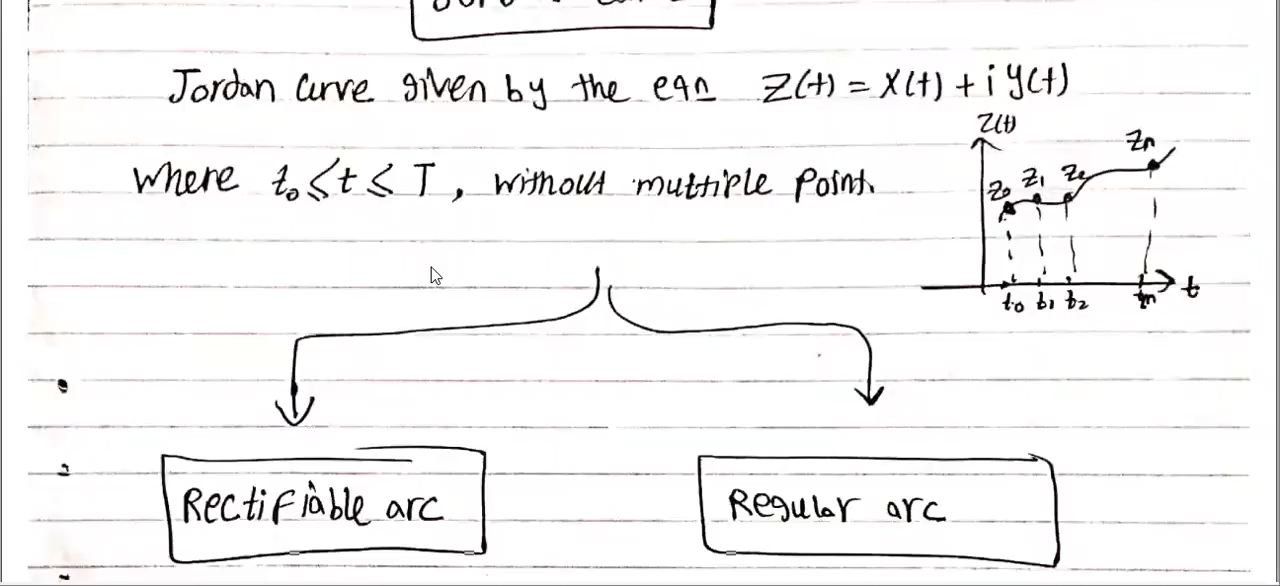 Jordan curve given by the eqn z(t) = x(t) + i y(t)
where t₀ ≤ t ≤ T, without multiple point.
z(t)
z₀ z₁ z₂ zₙ
t₀ t₁ t₂ tₙ t
Rectifiable arc
Regular arc